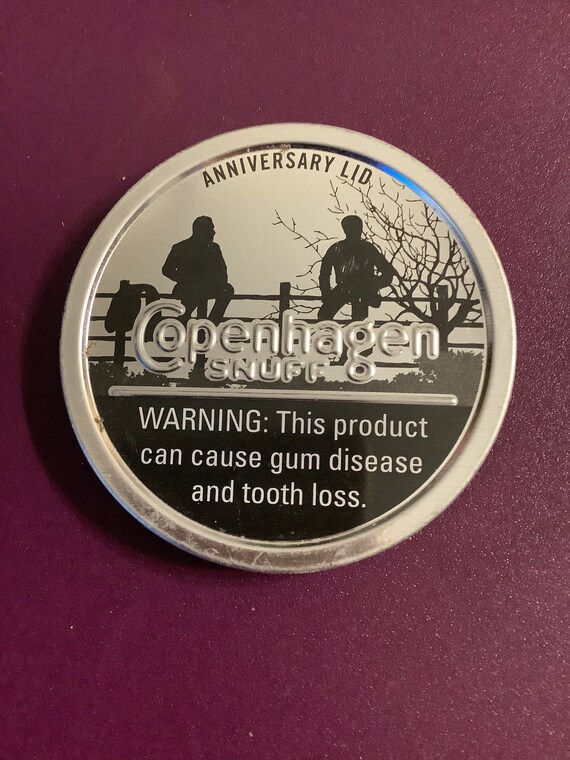 ANNIVERSARY LID
Copenhagen
SNUFF
WARNING: This product
can cause gum disease
and tooth loss.